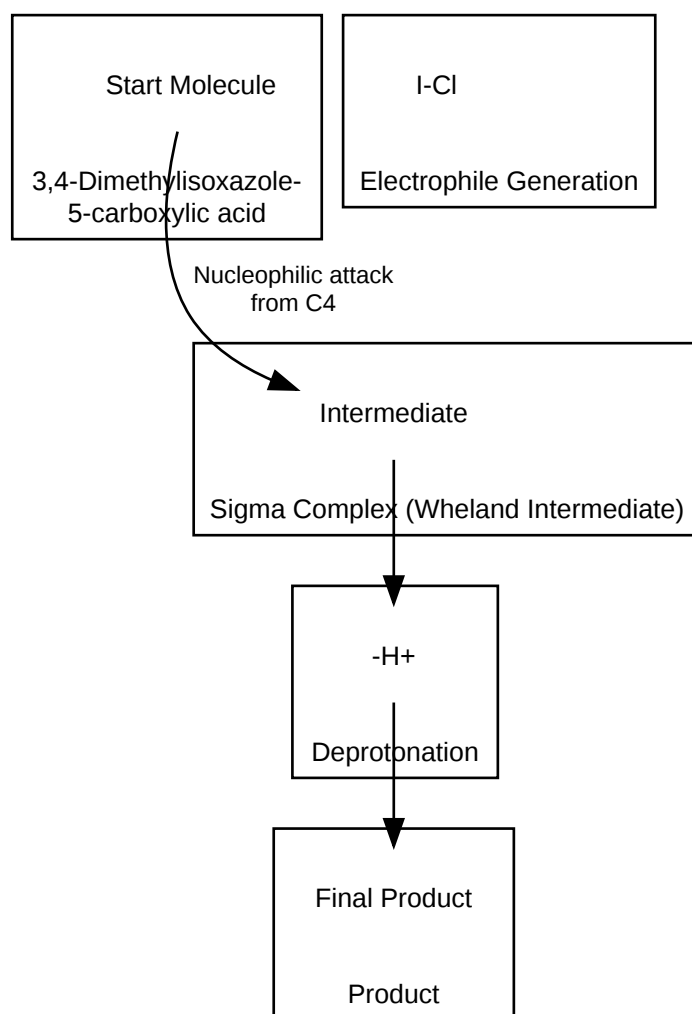 Start Molecule
3,4-Dimethylisoxazole-
5-carboxylic acid
I-Cl
Electrophile Generation
Nucleophilic attack
from C4
Intermediate
Sigma Complex (Wheland Intermediate)
-H+
Deprotonation
Final Product
Product